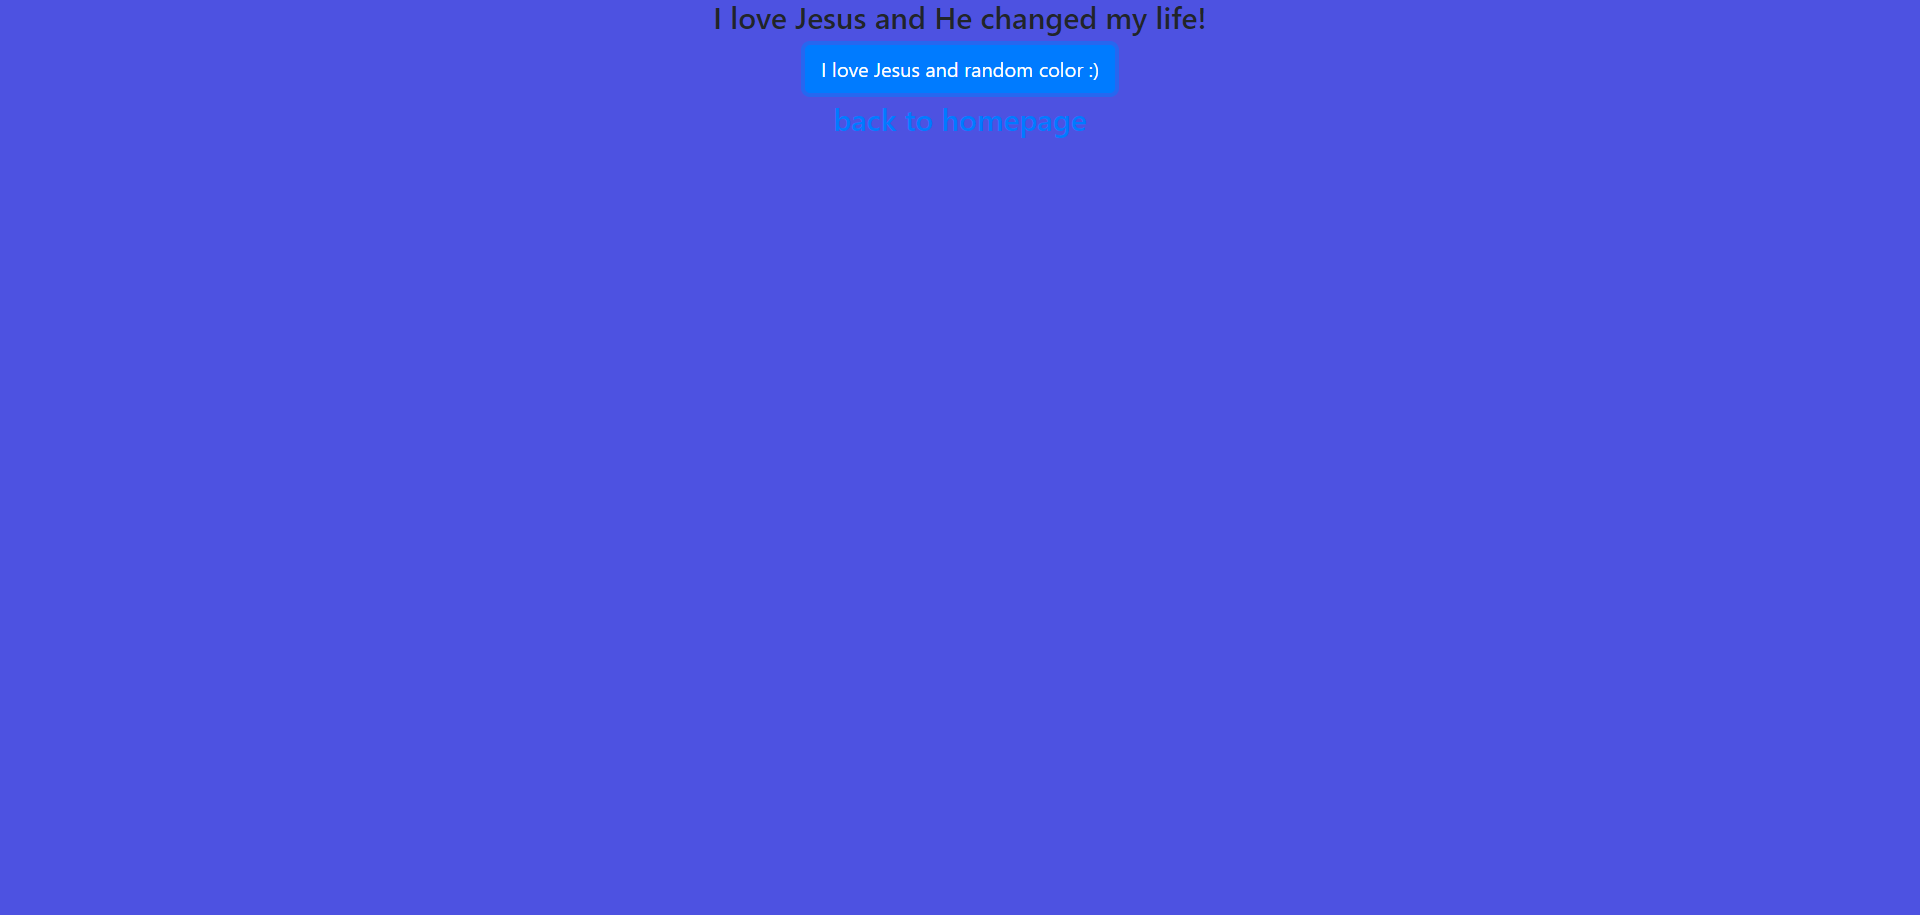 I love Jesus and He changed my life!
I love Jesus and random color :)
back to homepage